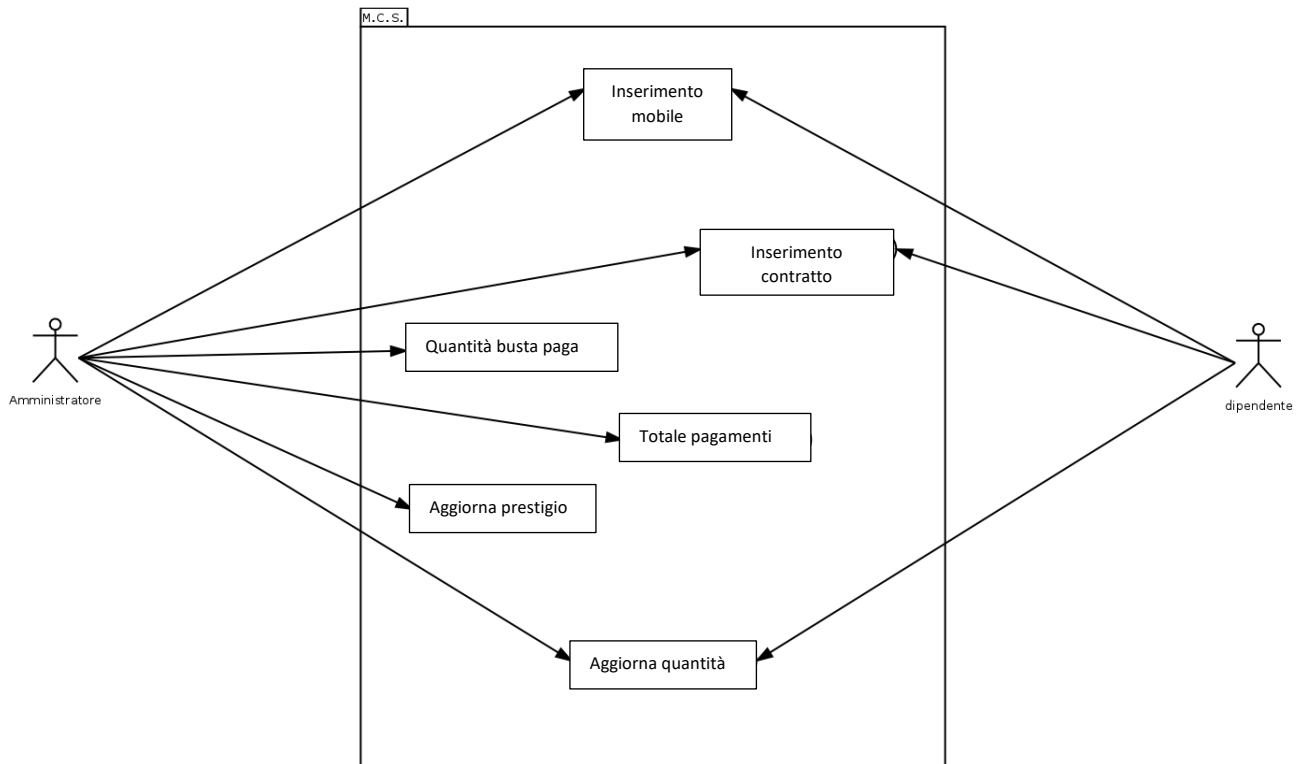 M.C.S.
Inserimento
mobile
Inserimento
contratto
Quantità busta paga
Amministratore
dipendente
Totale pagamenti
Aggiorna prestigio
Aggiorna quantità